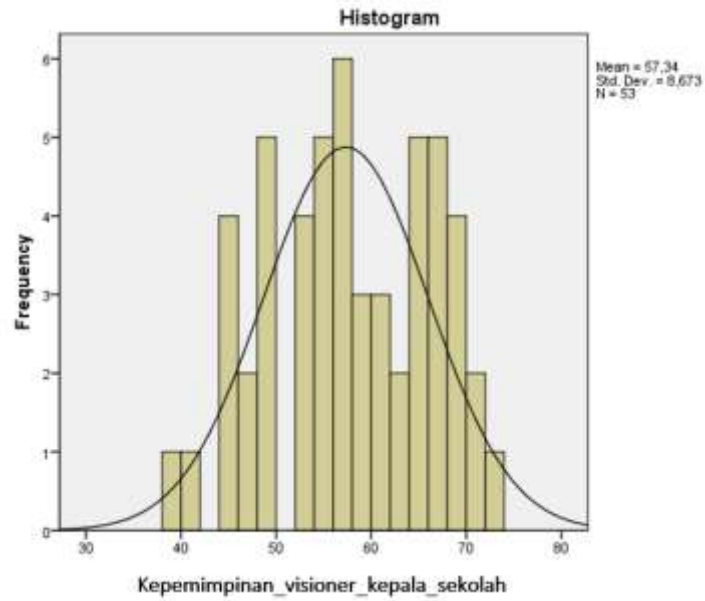 Histogram
Mean = 57,34
Std. Dev. = 8,673
N = 53
Frequency
6
5
4
3
2
1
0
30 40 50 60 70 80
Kepemimpinan_visioner_kepala_sekolah